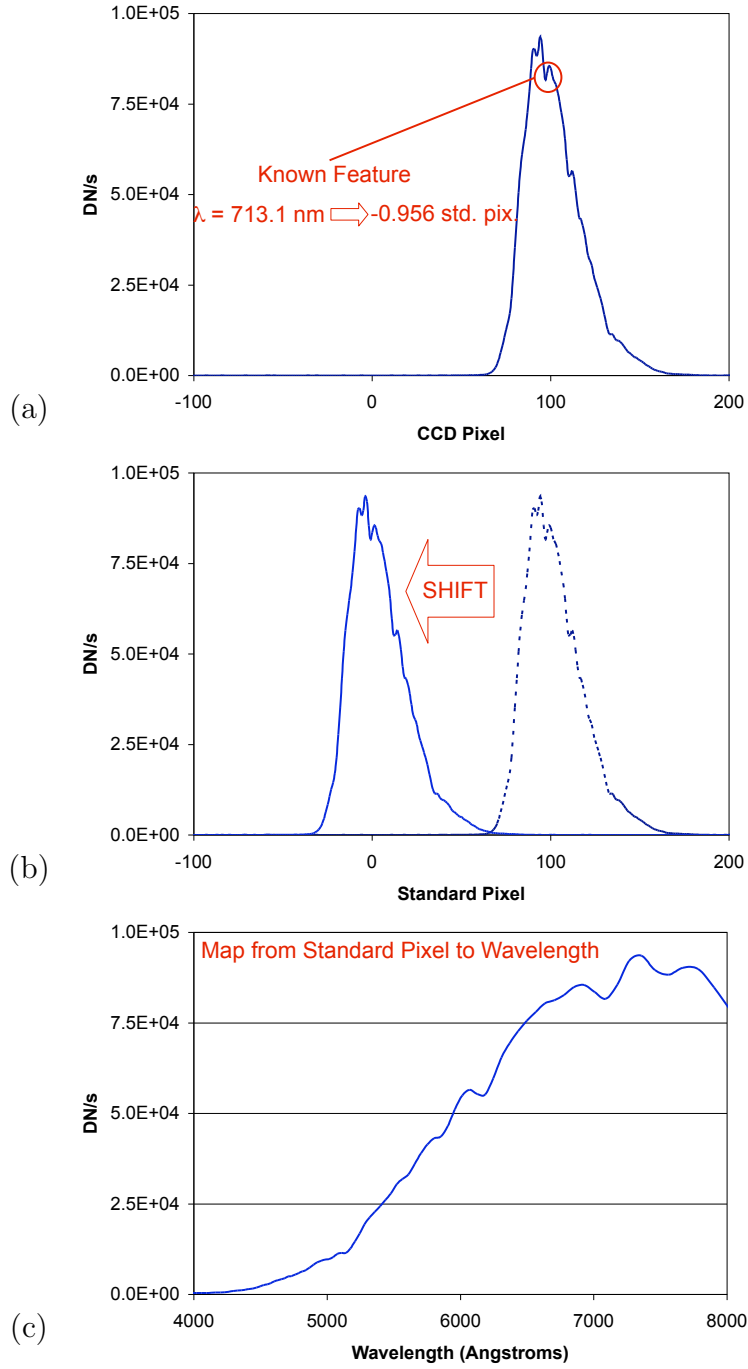 1.0E+05
7.5E+04
5.0E+04
2.5E+04
0.0E+00
DN/s
Known Feature
λ = 713.1 nm ⇨ -0.956 std. pix.
-100 0 100 200
CCD Pixel
(a)
1.0E+05
7.5E+04
5.0E+04
2.5E+04
0.0E+00
DN/s
SHIFT
-100 0 100 200
Standard Pixel
(b)
Map from Standard Pixel to Wavelength
1.0E+05
7.5E+04
5.0E+04
2.5E+04
0.0E+00
DN/s
4000 5000 6000 7000 8000
Wavelength (Angstroms)
(c)